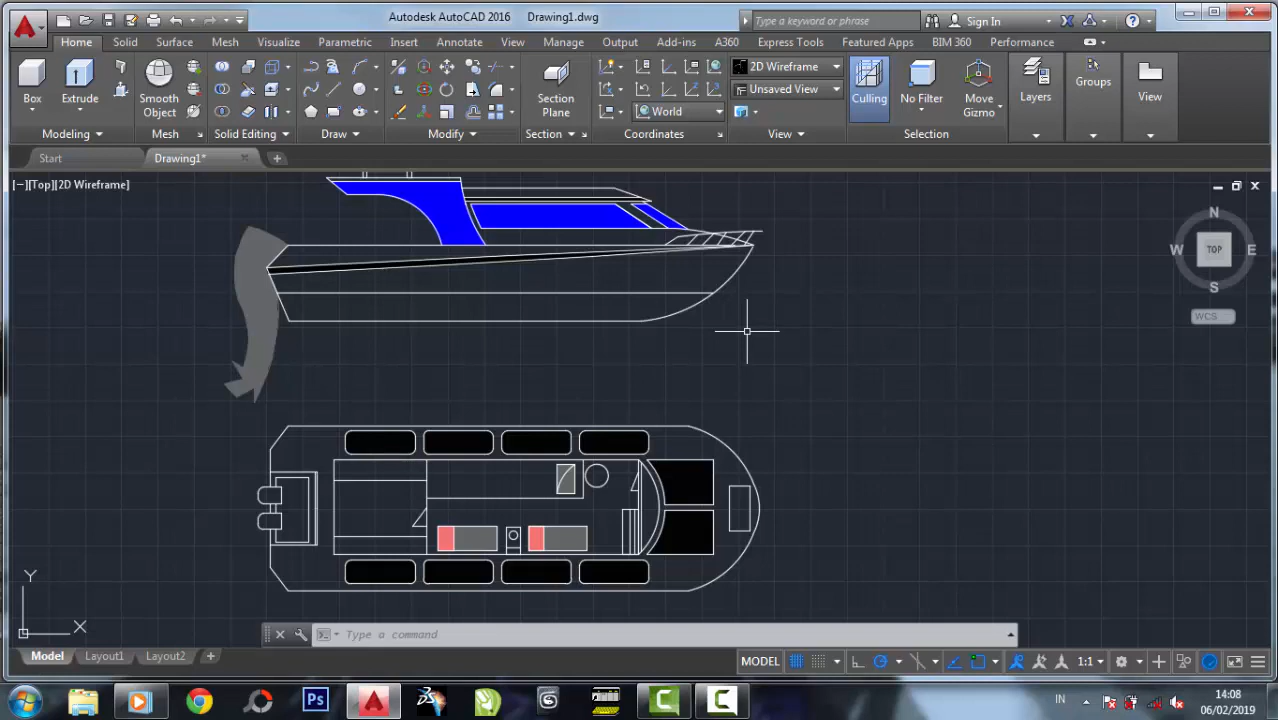 Autodesk AutoCAD 2016 Drawing1.dwg
Type a keyword or phrase
Sign In
Home Solid Surface Mesh Visualize Parametric Insert Annotate View Manage Output Add-ins A360 Express Tools Featured Apps BIM 360 Performance
Box
Extrude
Smooth Object
Section Plane
World
2D Wireframe
Unsaved View
Culling
No Filter
Move Gizmo
Layers
Groups
View
Modeling Mesh Solid Editing Draw Modify Section Coordinates View Selection
Start Drawing1*
[−][Top][2D Wireframe]
N
W TOP E
S
WCS
Y
X
Type a command
Model Layout1 Layout2
MODEL 1:1
Ps
IN
14:08
06/02/2019